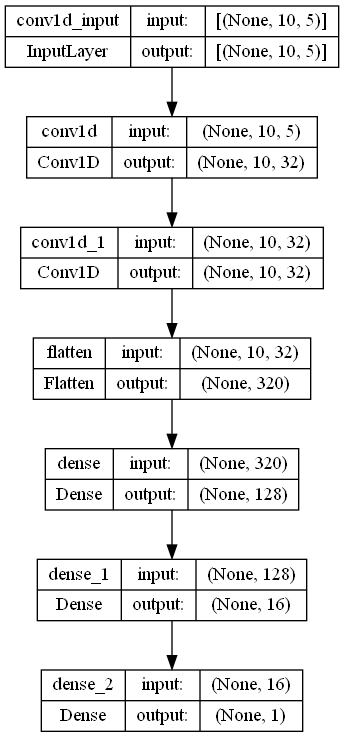 conv1d_input input: [(None, 10, 5)]
InputLayer output: [(None, 10, 5)]
conv1d input: (None, 10, 5)
Conv1D output: (None, 10, 32)
conv1d_1 input: (None, 10, 32)
Conv1D output: (None, 10, 32)
flatten input: (None, 10, 32)
Flatten output: (None, 320)
dense input: (None, 320)
Dense output: (None, 128)
dense_1 input: (None, 128)
Dense output: (None, 16)
dense_2 input: (None, 16)
Dense output: (None, 1)